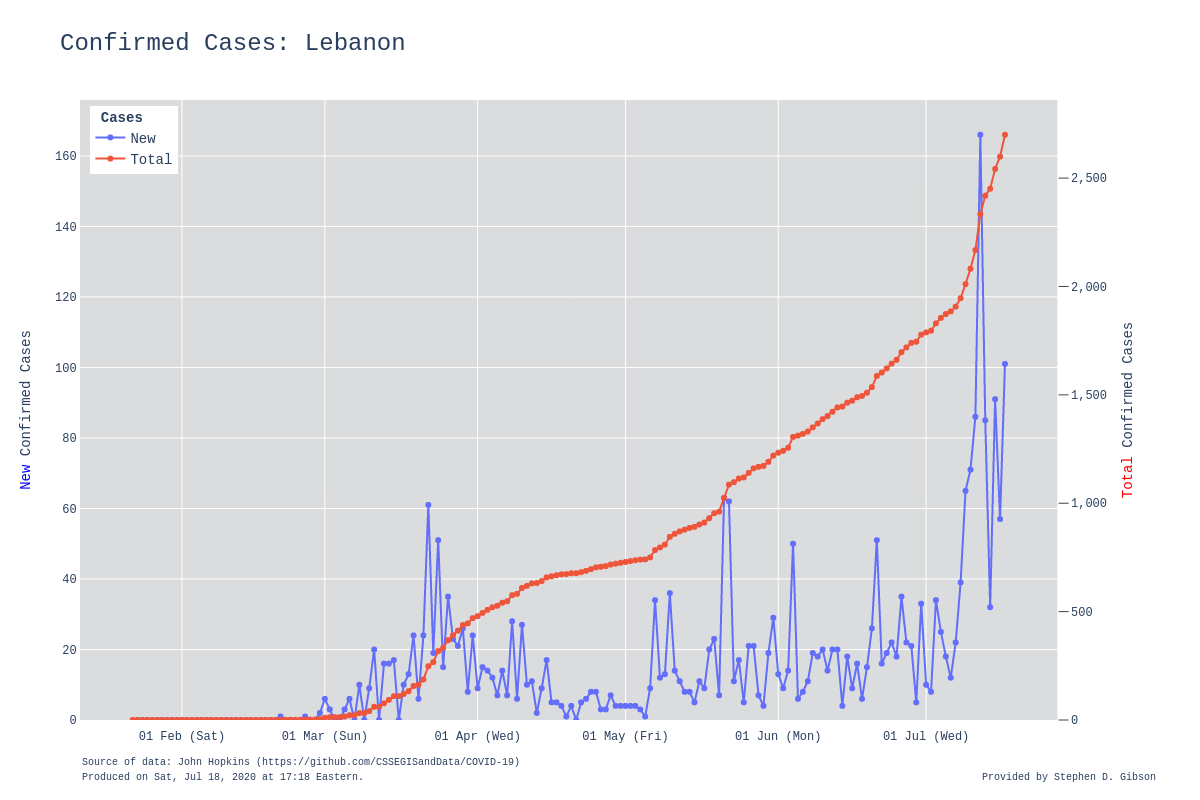 Confirmed Cases: Lebanon
Cases
New
Total
160
140
120
100
80
60
40
20
0
2,500
2,000
1,500
1,000
500
0
New Confirmed Cases
Total Confirmed Cases
01 Feb (Sat)
01 Mar (Sun)
01 Apr (Wed)
01 May (Fri)
01 Jun (Mon)
01 Jul (Wed)
Source of data: John Hopkins (https://github.com/CSSEGISandData/COVID-19)
Produced on Sat, Jul 18, 2020 at 17:18 Eastern.
Provided by Stephen D. Gibson